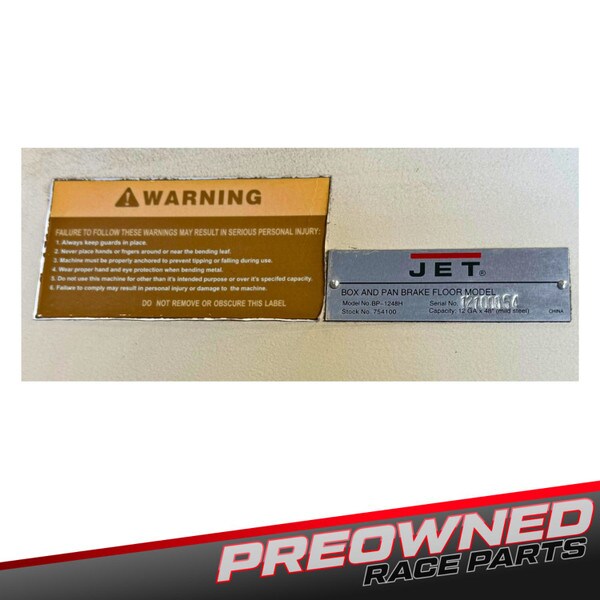 WARNING
FAILURE TO FOLLOW THESE WARNINGS MAY RESULT IN SERIOUS PERSONAL INJURY:
1. Always keep guards in place.
2. Never place hands or fngers around or near the bending leaf.
3. Machine must be properly anchored to prevent tipping or falling during use.
4. Wear proper hand and eye protection when bending metal.
5. Do not use this machine for other than it's intended purpose or over it's specifed capacity.
6. Failure to comply may result in personal injury or damage to the machine.
DO NOT REMOVE OR OBSCURE THIS LABEL
JET®
BOX AND PAN BRAKE FLOOR MODEL
Model No. BP-1248H Serial No.
Stock No. 754100 Capacity: 12 GA x 48" (mild steel) CHINA
PREOWNED
RACE PARTS